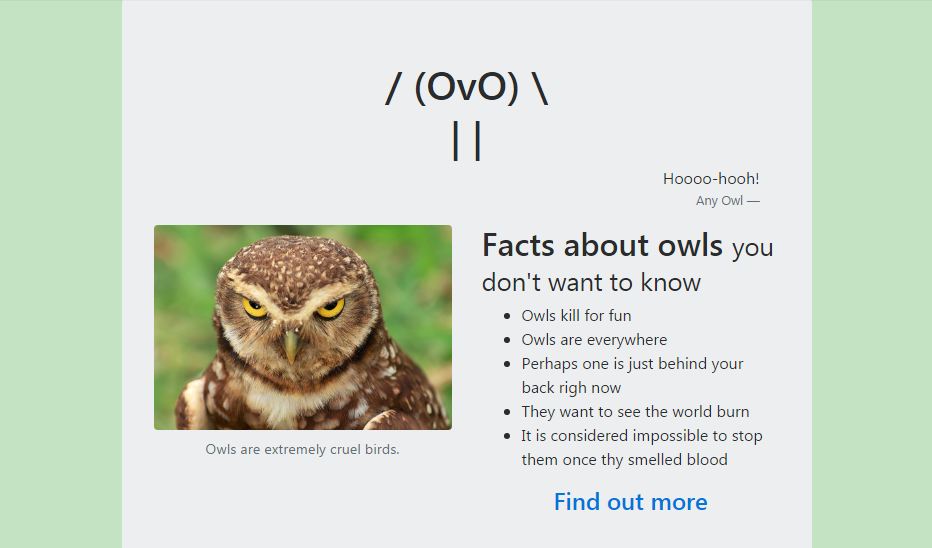 / (OvO) \
| |
Hoooo-hooh!
Any Owl —
Owls are extremely cruel birds.
Facts about owls you
don't want to know
Owls kill for fun
Owls are everywhere
Perhaps one is just behind your
back righ now
They want to see the world burn
It is considered impossible to stop
them once thy smelled blood
Find out more